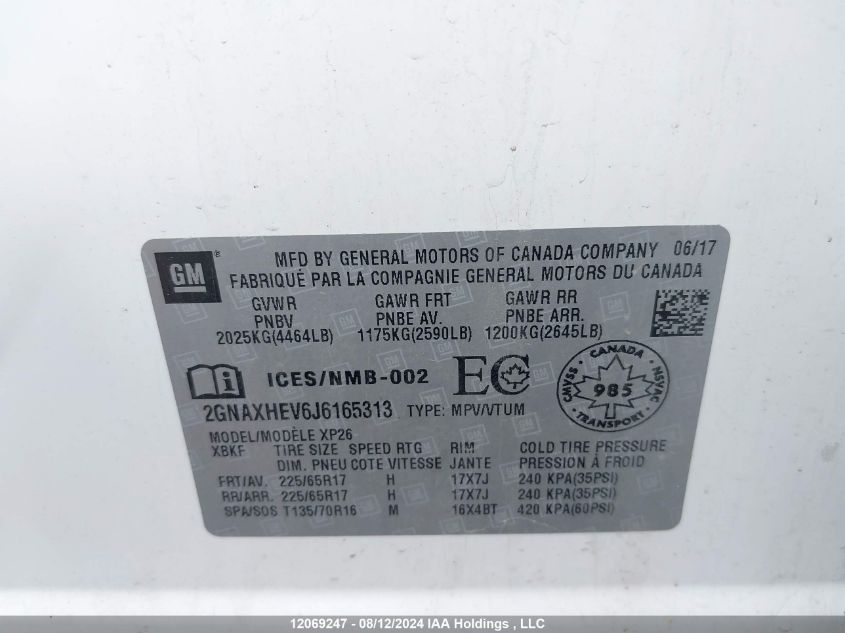 GM®
MFD BY GENERAL MOTORS OF CANADA COMPANY 06/17
FABRIQUÉ PAR LA COMPAGNIE GENERAL MOTORS DU CANADA
GVWR GAWR FRT GAWR RR
PNBV PNBE AV. PNBE ARR.
2025KG(4464LB) 1175KG(2590LB) 1200KG(2645LB)
ICES/NMB-002 EC
CANADA
CMVSS 985 NSVAC
TRANSPORT
2GNAXHEV6J6165313 TYPE: MPV/VTUM
MODEL/MODÈLE XP26
XBKF TIRE SIZE SPEED RTG RIM COLD TIRE PRESSURE
DIM. PNEU COTE VITESSE JANTE PRESSION À FROID
FRT/AV. 225/65R17 H 17X7J 240 KPA(35PSI)
RR/ARR. 225/65R17 H 17X7J 240 KPA(35PSI)
SPA/SOS T135/70R16 M 16X4BT 420 KPA(60PSI)
12069247 - 08/12/2024 IAA Holdings , LLC